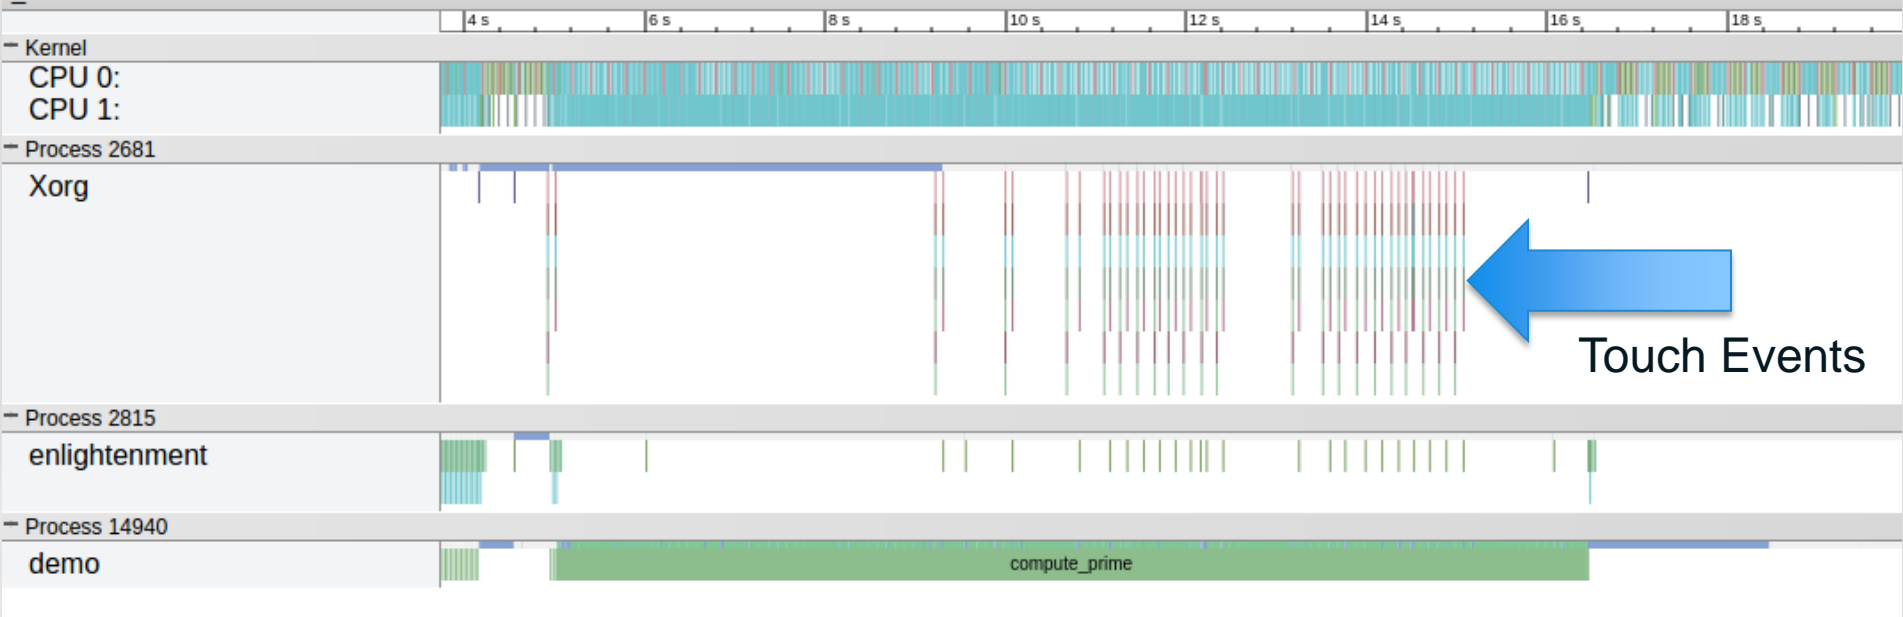 4 s 6 s 8 s 10 s 12 s 14 s 16 s 18 s
Kernel
CPU 0:
CPU 1:
Process 2681
Xorg
Touch Events
Process 2815
enlightenment
Process 14940
demo compute_prime